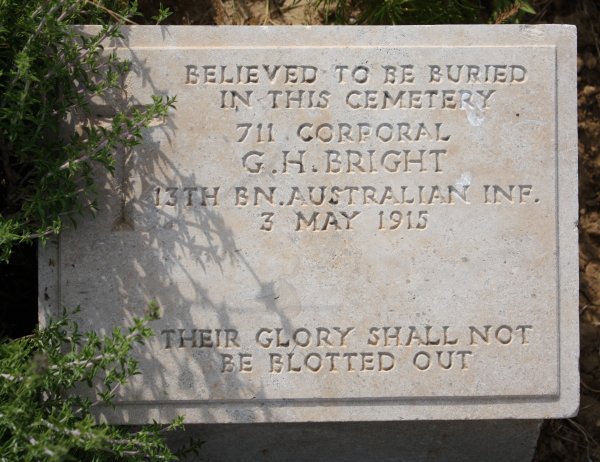 BELIEVED TO BE BURIED
IN THIS CEMETERY
711 CORPORAL
G.H.BRIGHT
13TH BN.AUSTRALIAN INF.
3 MAY 1915
THEIR GLORY SHALL NOT
BE BLOTTED OUT